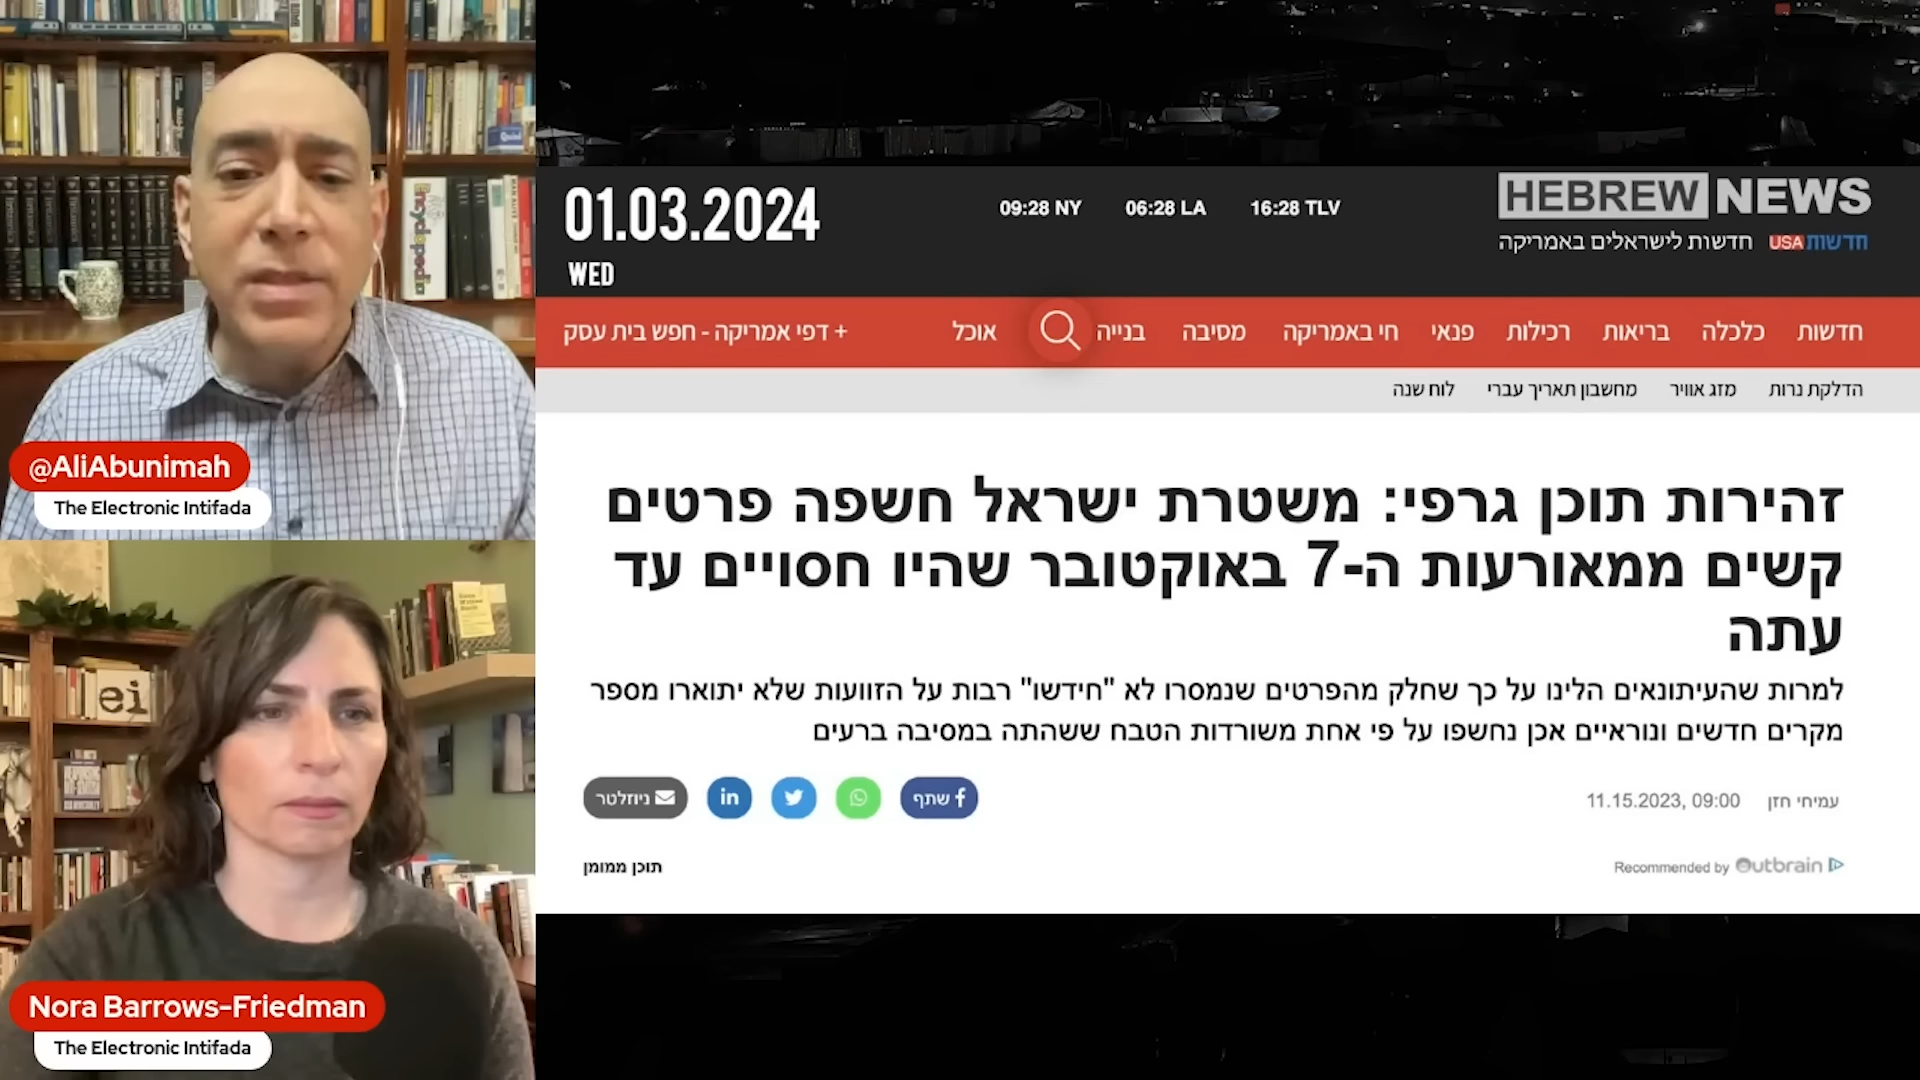 Encyclopedia
@AliAbunimah
The Electronic Intifada
ei
Nora Barrows-Friedman
The Electronic Intifada
01.03.2024
WED
09:28 NY 06:28 LA 16:28 TLV
HEBREW NEWS
חדשות לישראלים באמריקה חדשות USA
חדשות כלכלה בריאות רכילות פנאי חי באמריקה מסיבה בנייה אוכל + דפי אמריקה - חפש בית עסק
הדלקת נרות מזג אוויר מחשבון תאריך עברי לוח שנה
זהירות תוכן גרפי: משטרת ישראל חשפה פרטים
קשים ממאורעות ה-7 באוקטובר שהיו חסויים עד
עתה
למרות שהעיתונאים הלינו על כך שחלק מהפרטים שנמסרו לא "חידשו" רבות על הזוועות שלא יתוארו מספר
מקרים חדשים ונוראיים אכן נחשפו על פי אחת משורדות הטבח ששהתה במסיבה ברעים
עמיחי חזן 11.15.2023, 09:00
שתף
in
ניוזלטר
Recommended by Outbrain
תוכן ממומן